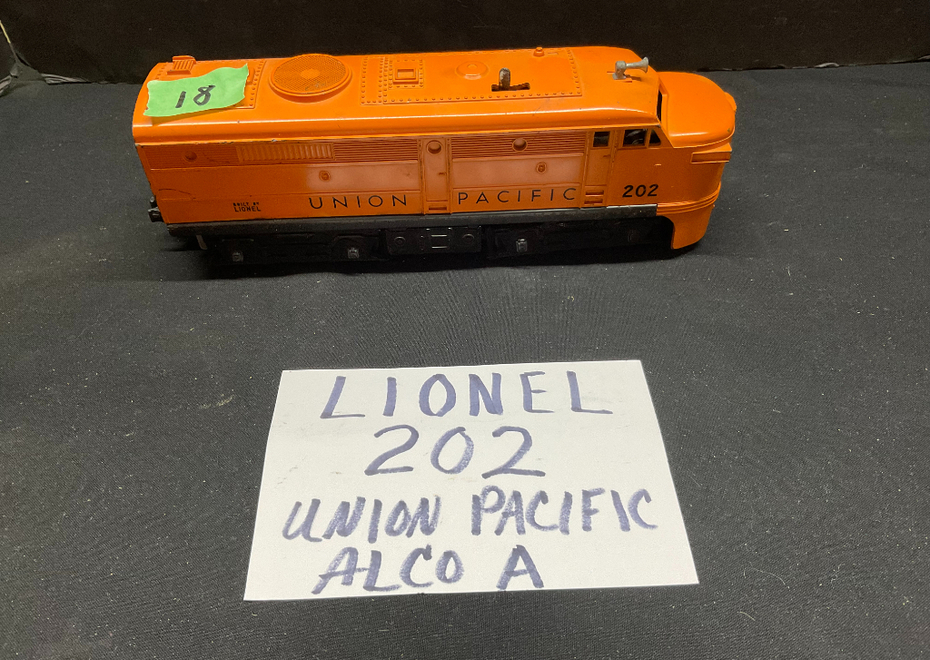 18
BUILT BY
LIONEL
UNION PACIFIC 202
LIONEL
202
UNION PACIFIC
ALCO A